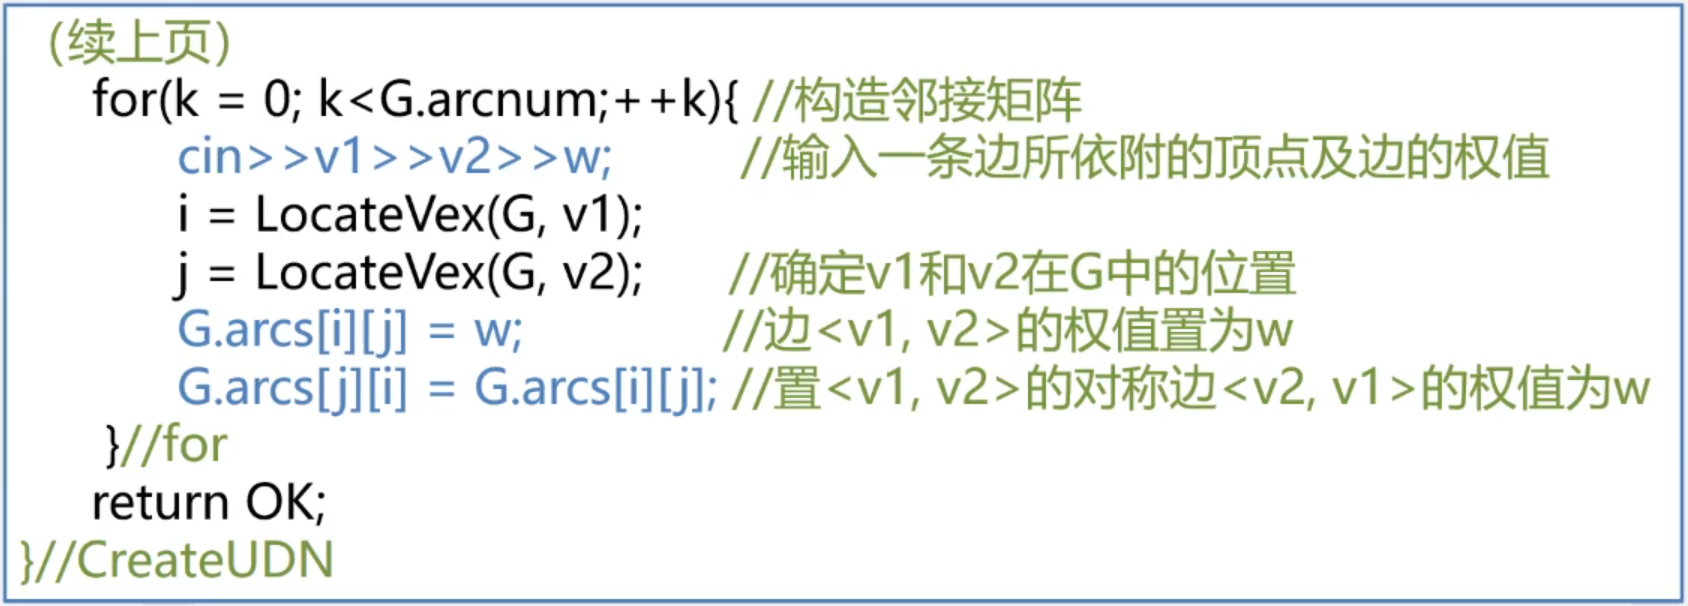 （续上页）
for(k = 0; k<G.arcnum;++k){ //构造邻接矩阵
cin>>v1>>v2>>w; //输入一条边所依附的顶点及边的权值
i = LocateVex(G, v1);
j = LocateVex(G, v2); //确定v1和v2在G中的位置
G.arcs[i][j] = w; //边<v1, v2>的权值置为w
G.arcs[j][i] = G.arcs[i][j]; //置<v1, v2>的对称边<v2, v1>的权值为w
}//for
return OK;
}//CreateUDN